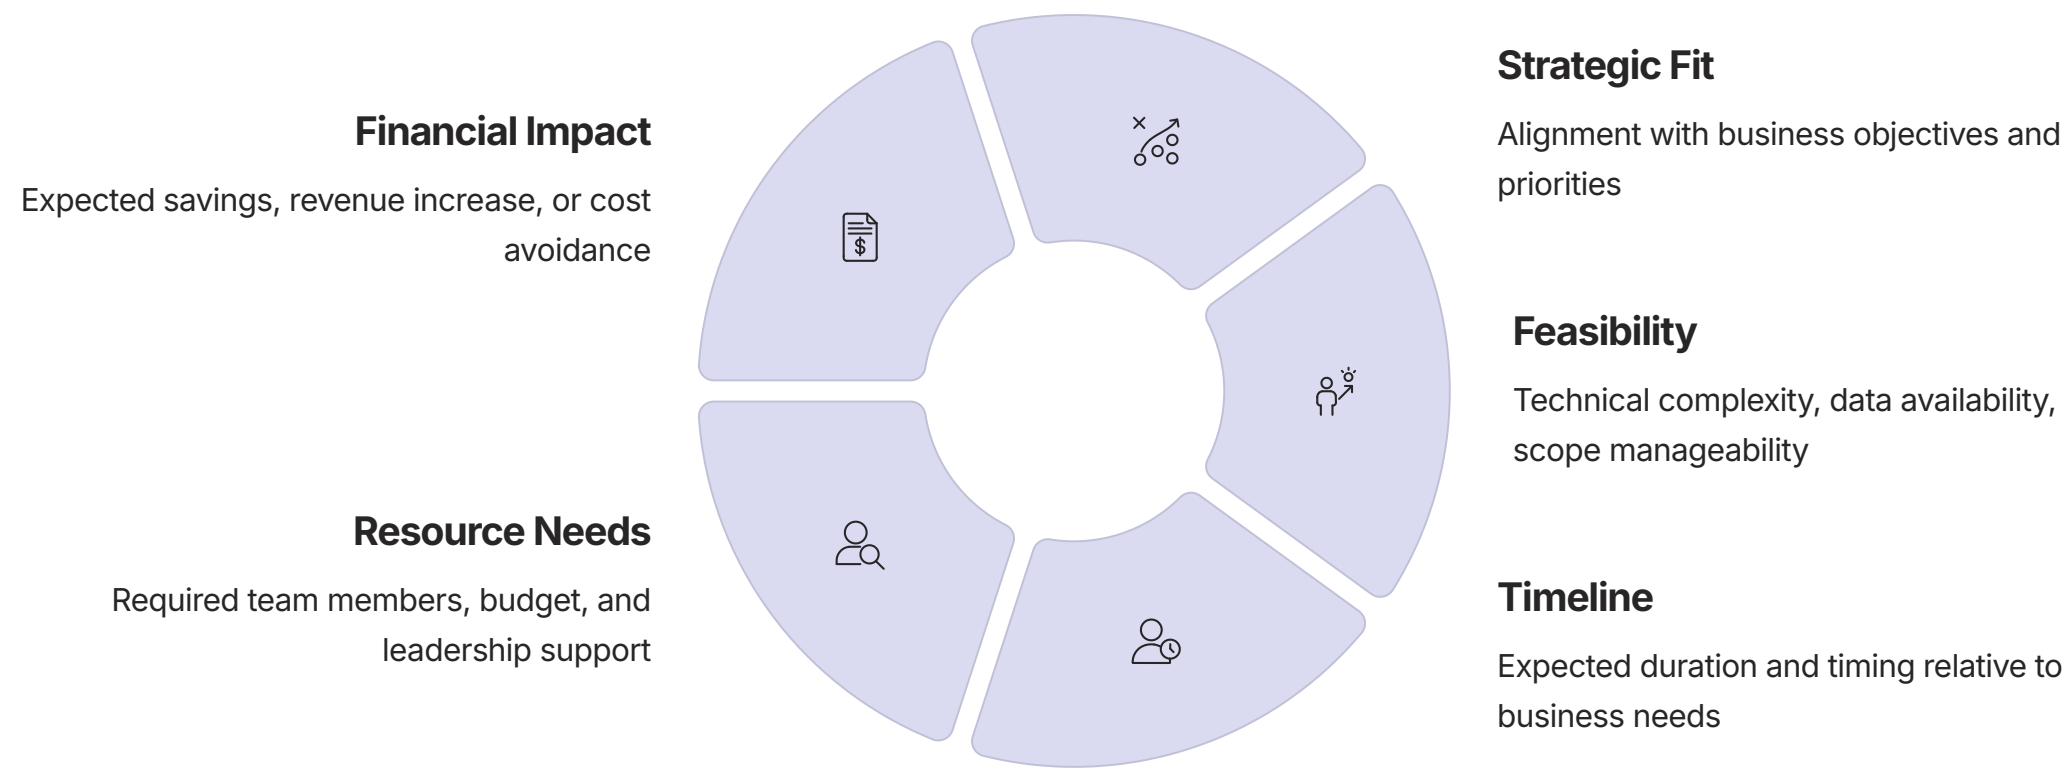 Strategic Fit
Alignment with business objectives and
priorities
Feasibility
Technical complexity, data availability,
scope manageability
Timeline
Expected duration and timing relative to
business needs
Resource Needs
Required team members, budget, and
leadership support
Financial Impact
Expected savings, revenue increase, or cost
avoidance
$